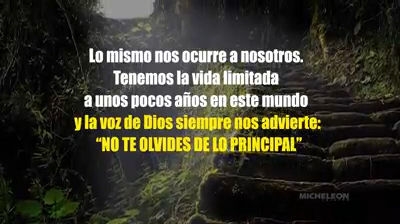 Lo mismo nos ocurre a nosotros.
Tenemos la vida limitada
a unos pocos años en este mundo
y la voz de Dios siempre nos advierte:
“NO TE OLVIDES DE LO PRINCIPAL”
MICHELEON